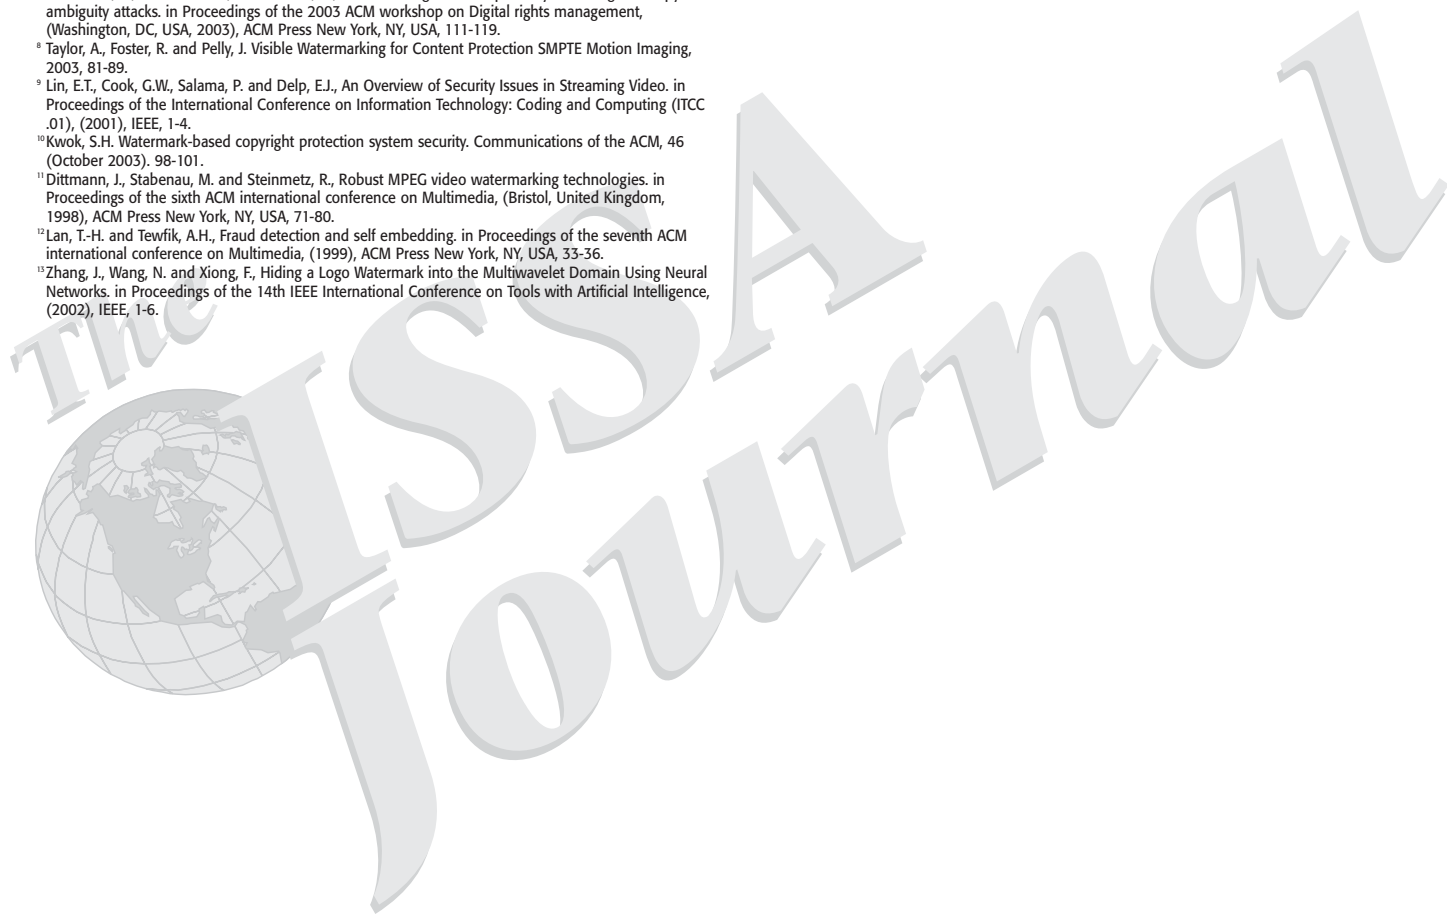 ambiguity attacks. in Proceedings of the 2003 ACM workshop on Digital rights management,
(Washington, DC, USA, 2003), ACM Press New York, NY, USA, 111-119.
8 Taylor, A., Foster, R. and Pelly, J. Visible Watermarking for Content Protection SMPTE Motion Imaging,
2003, 81-89.
9 Lin, E.T., Cook, G.W., Salama, P. and Delp, E.J., An Overview of Security Issues in Streaming Video. in
Proceedings of the International Conference on Information Technology: Coding and Computing (ITCC
.01), (2001), IEEE, 1-4.
10 Kwok, S.H. Watermark-based copyright protection system security. Communications of the ACM, 46
(October 2003). 98-101.
11 Dittmann, J., Stabenau, M. and Steinmetz, R., Robust MPEG video watermarking technologies. in
Proceedings of the sixth ACM international conference on Multimedia, (Bristol, United Kingdom,
1998), ACM Press New York, NY, USA, 71-80.
12 Lan, T.-H. and Tewfik, A.H., Fraud detection and self embedding. in Proceedings of the seventh ACM
international conference on Multimedia, (1999), ACM Press New York, NY, USA, 33-36.
13 Zhang, J., Wang, N. and Xiong, F., Hiding a Logo Watermark into the Multiwavelet Domain Using Neural
Networks. in Proceedings of the 14th IEEE International Conference on Tools with Artificial Intelligence,
(2002), IEEE, 1-6.
The
ISSA
Journal